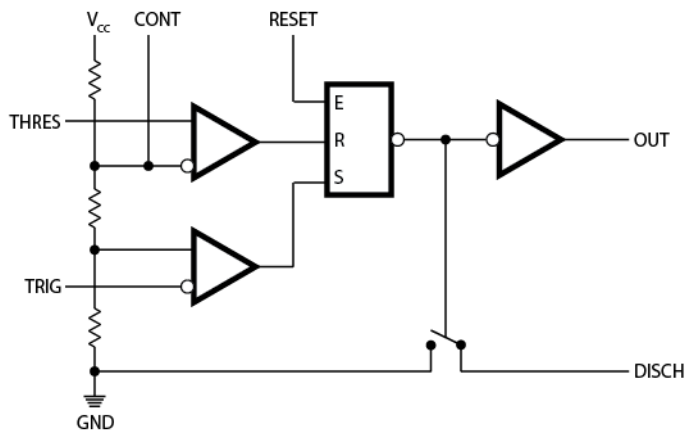 Vcc
CONT
RESET
THRES
E
R
S
OUT
TRIG
DISCH
GND